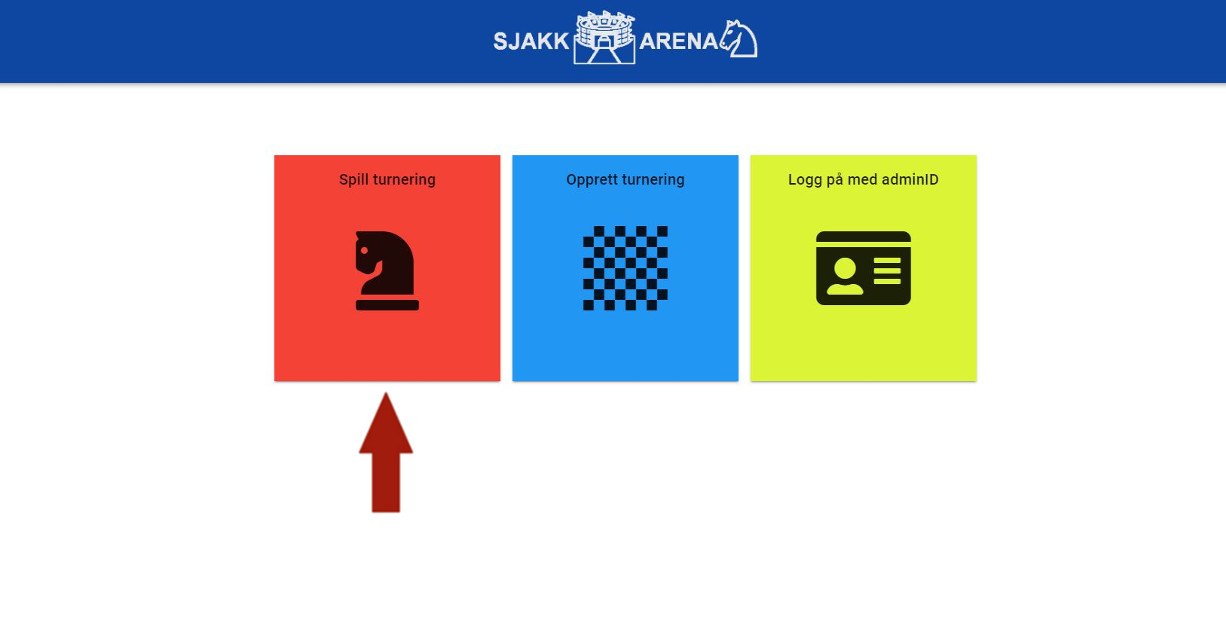 SJAKK ARENA
Spill turnering
Opprett turnering
Logg på med adminID